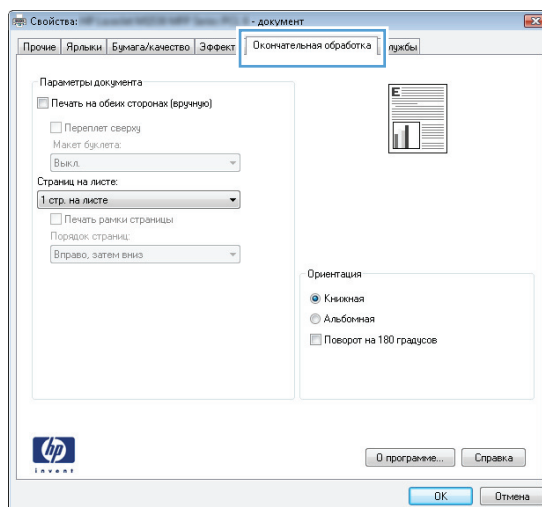 Свойства: - документ
Прочие Ярлыки Бумага/качество Эффект Окончательная обработка лужбы
Параметры документа
Печать на обеих сторонах (вручную)
Переплет сверху
Макет буклета:
Выкл.
Страниц на листе:
1 стр. на листе
Печать рамки страницы
Порядок страниц:
Вправо, затем вниз
E
Ориентация
Книжная
Альбомная
Поворот на 180 градусов
hp
invent
О программе... Справка
OK Отмена